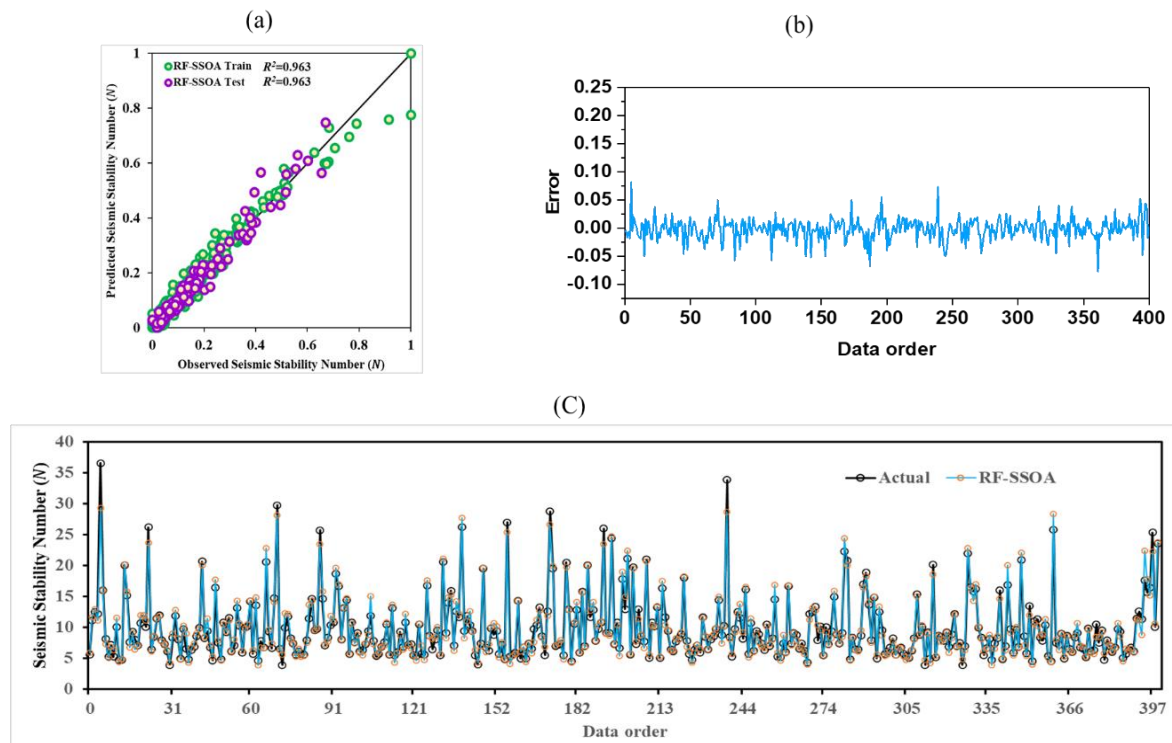 (a)
1
0.8
0.6
0.4
0.2
0
Predicted Seismic Stability Number (N)
RF-SSOA Train R²=0.963
RF-SSOA Test R²=0.963
0 0.2 0.4 0.6 0.8 1
Observed Seismic Stability Number (N)
(b)
0.25
0.20
0.15
0.10
0.05
0.00
-0.05
-0.10
Error
0 50 100 150 200 250 300 350 400
Data order
(C)
40
35
30
25
20
15
10
5
0
Seismic Stability Number (N)
Actual RF-SSOA
0 31 61 91 121 152 182 213 244 274 305 335 366 397
Data order